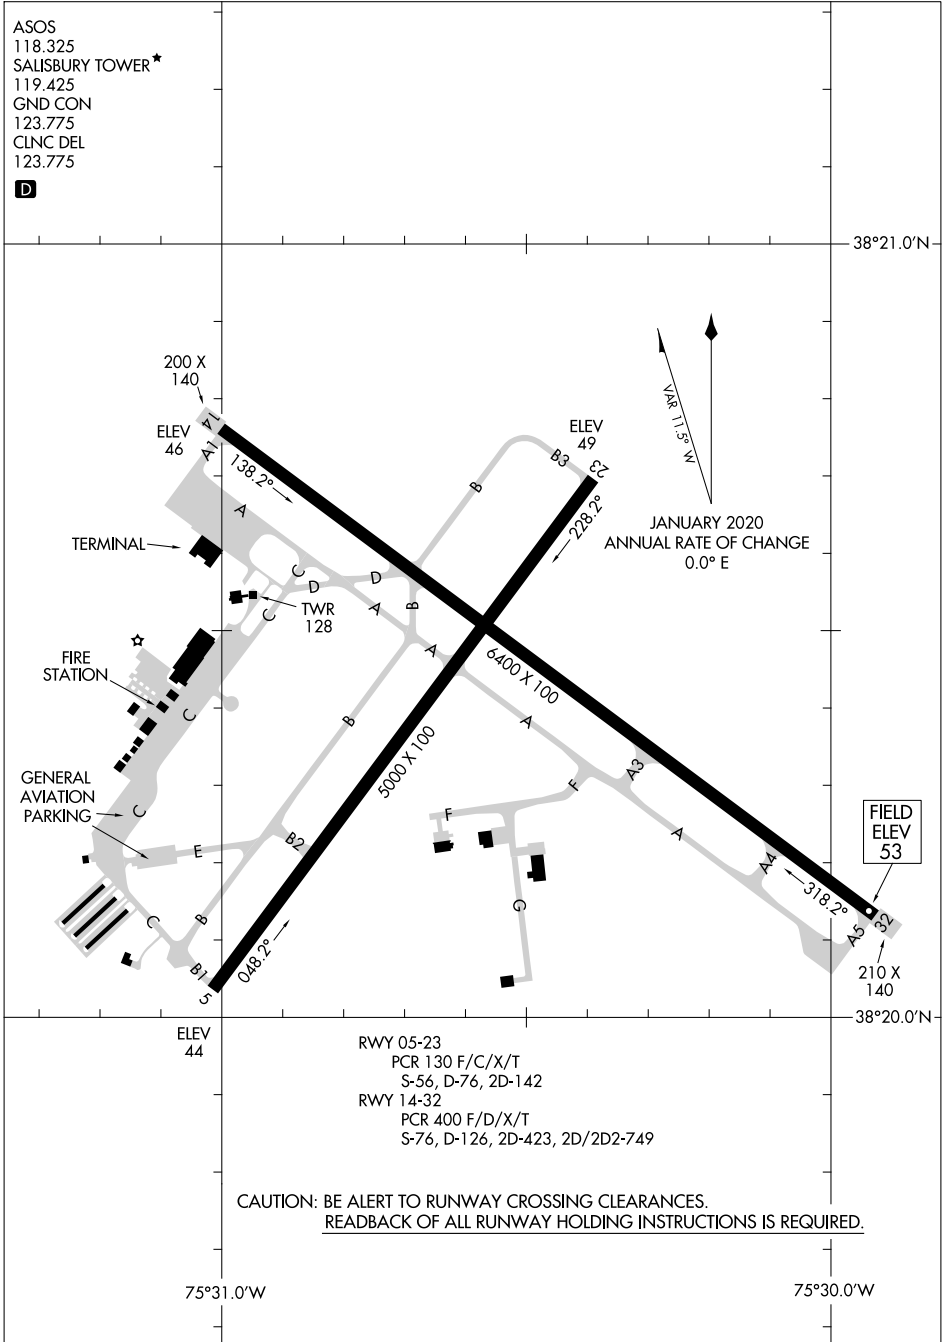 ASOS
118.325
SALISBURY TOWER
119.425
GND CON
123.775
CLNC DEL
123.775
D
38°21.0'N
200 X
140
14
ELEV
46
A1
138.2°
ELEV
49
B3
23
228.2°
VAR 11.5° W
JANUARY 2020
ANNUAL RATE OF CHANGE
0.0° E
B
A
TERMINAL
C
D
D
A
B
TWR
128
C
A
6400 X 100
FIRE
STATION
C
B
A
5000 X 100
A3
F
GENERAL
AVIATION
PARKING
C
F
FIELD
ELEV
53
B2
E
A
A4
318.2°
G
C
B
A5
32
B1
048.2°
5
210 X
140
38°20.0'N
ELEV
44
RWY 05-23
PCR 130 F/C/X/T
S-56, D-76, 2D-142
RWY 14-32
PCR 400 F/D/X/T
S-76, D-126, 2D-423, 2D/2D2-749
CAUTION: BE ALERT TO RUNWAY CROSSING CLEARANCES.
READBACK OF ALL RUNWAY HOLDING INSTRUCTIONS IS REQUIRED.
75°31.0'W
75°30.0'W